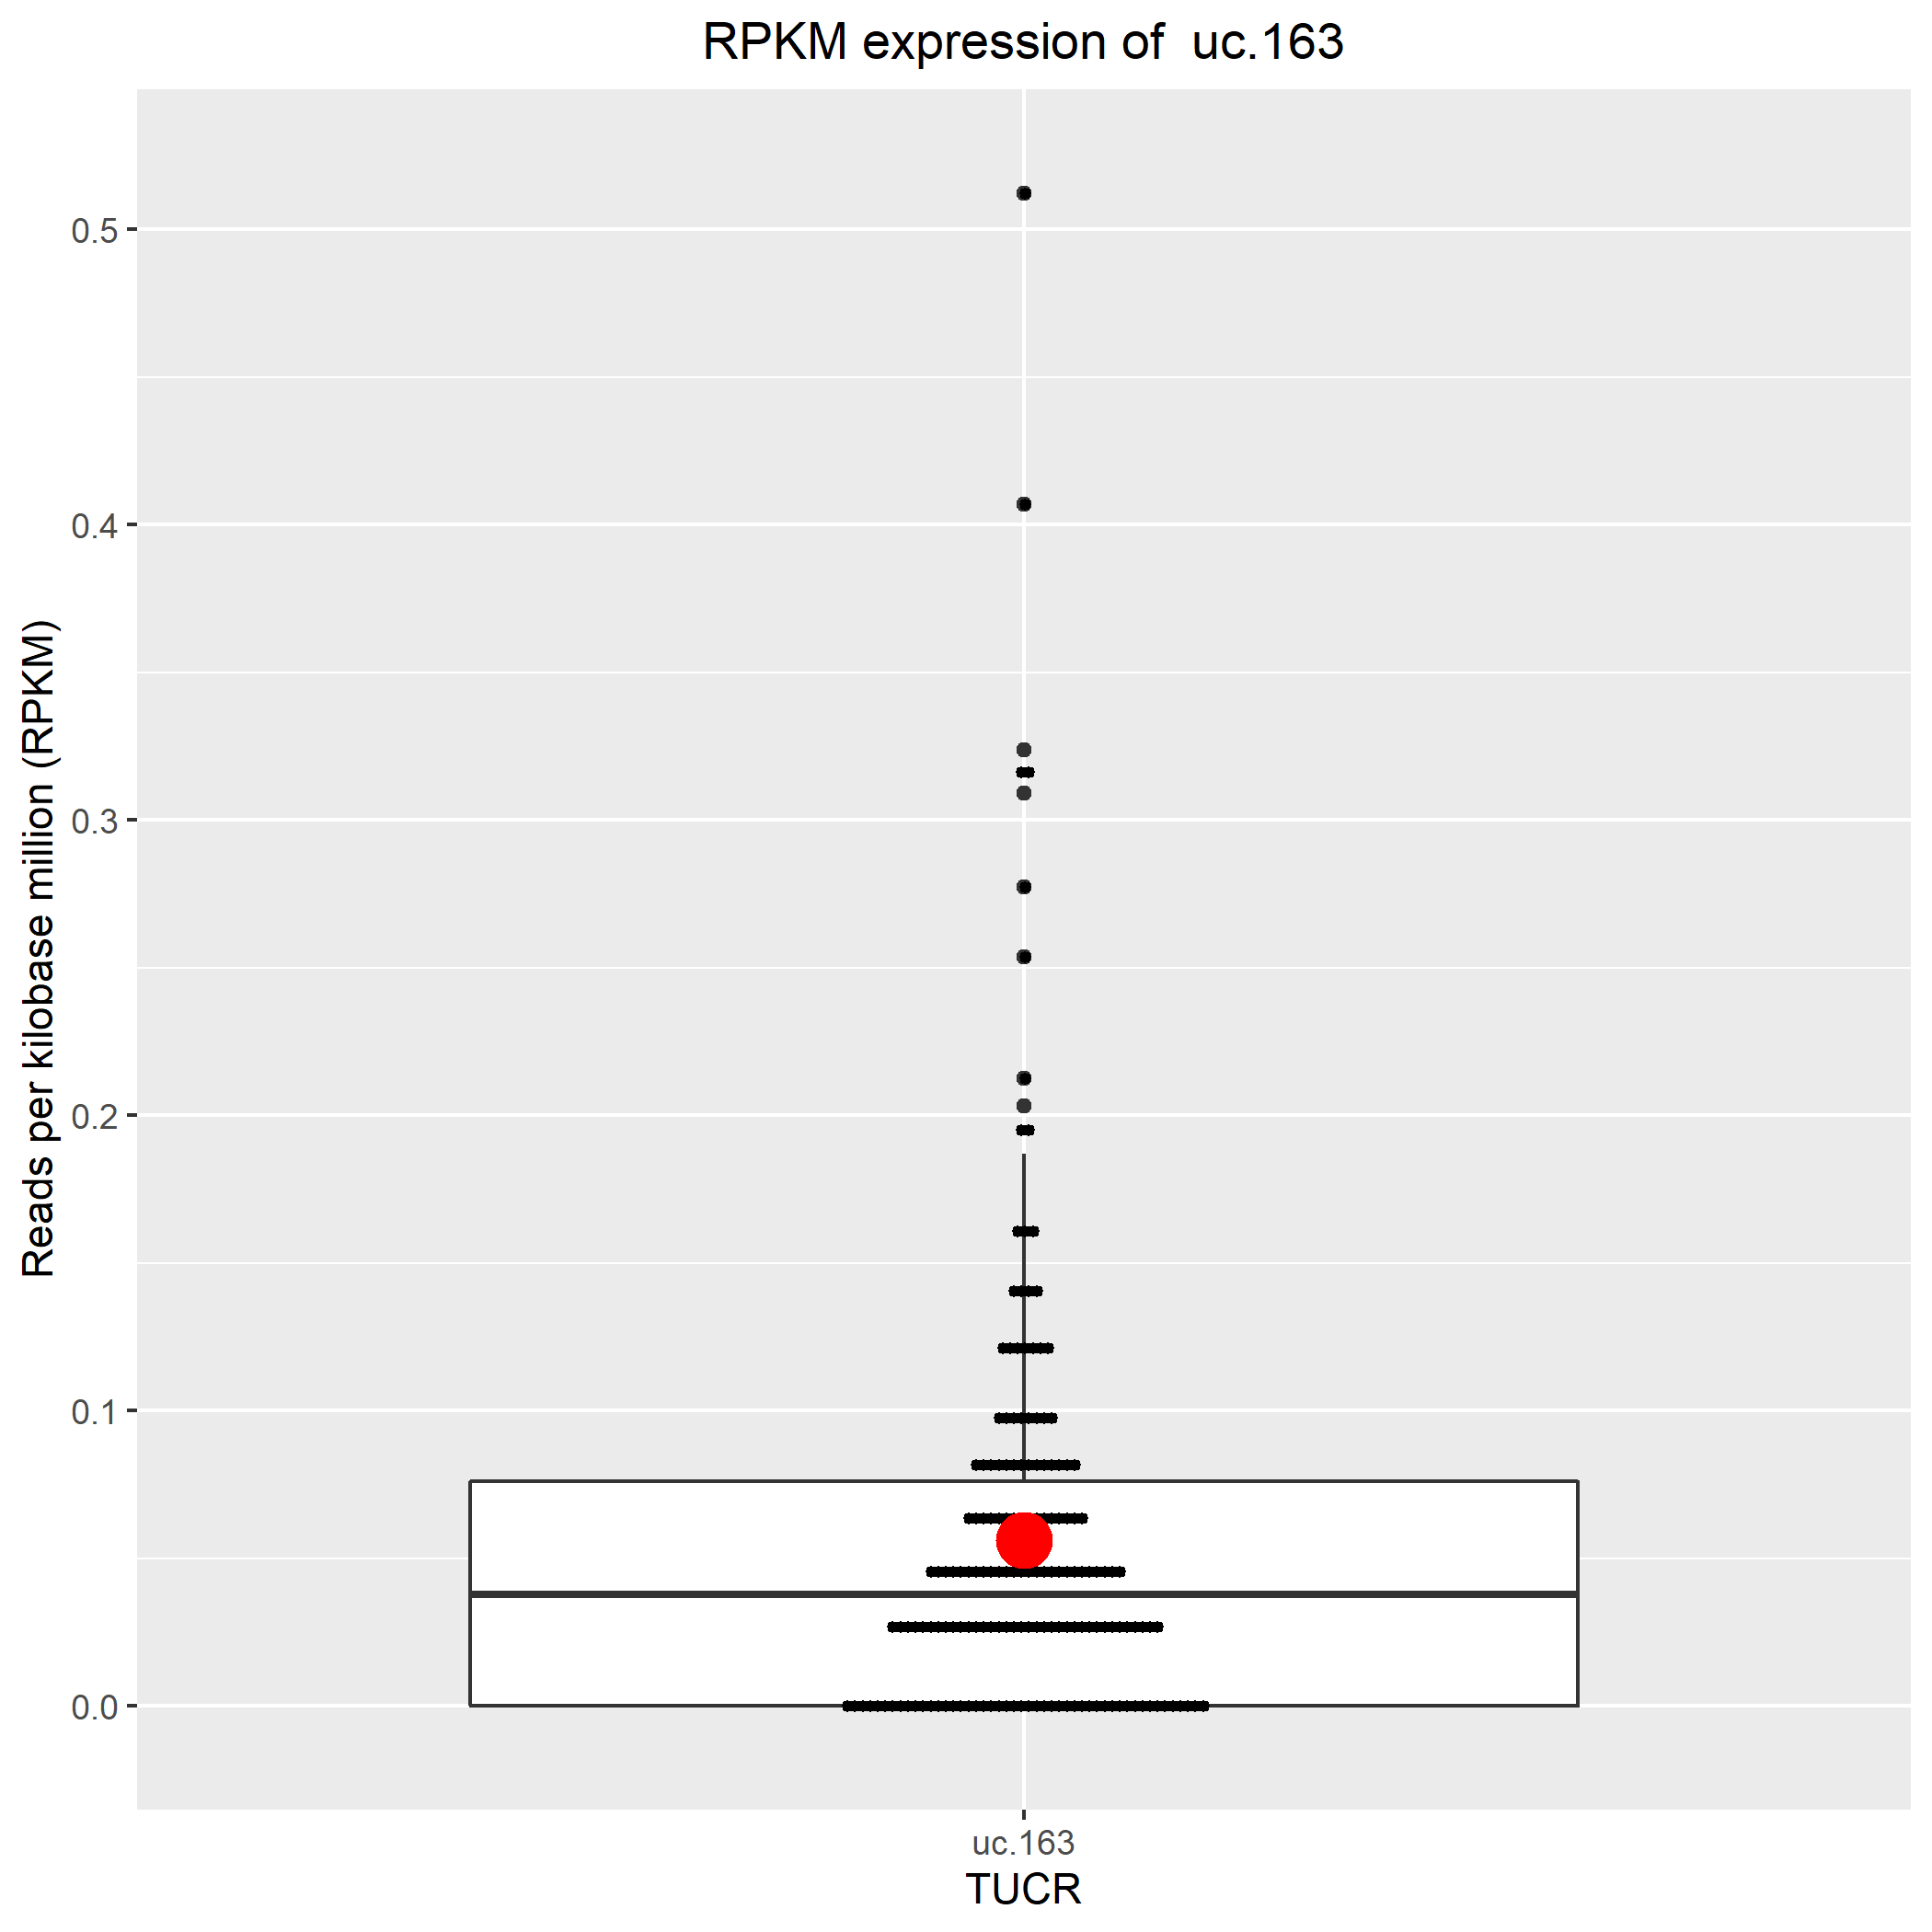 RPKM expression of  uc.163
Reads per kilobase million (RPKM)
0.5
0.4
0.3
0.2
0.1
0.0
uc.163
TUCR